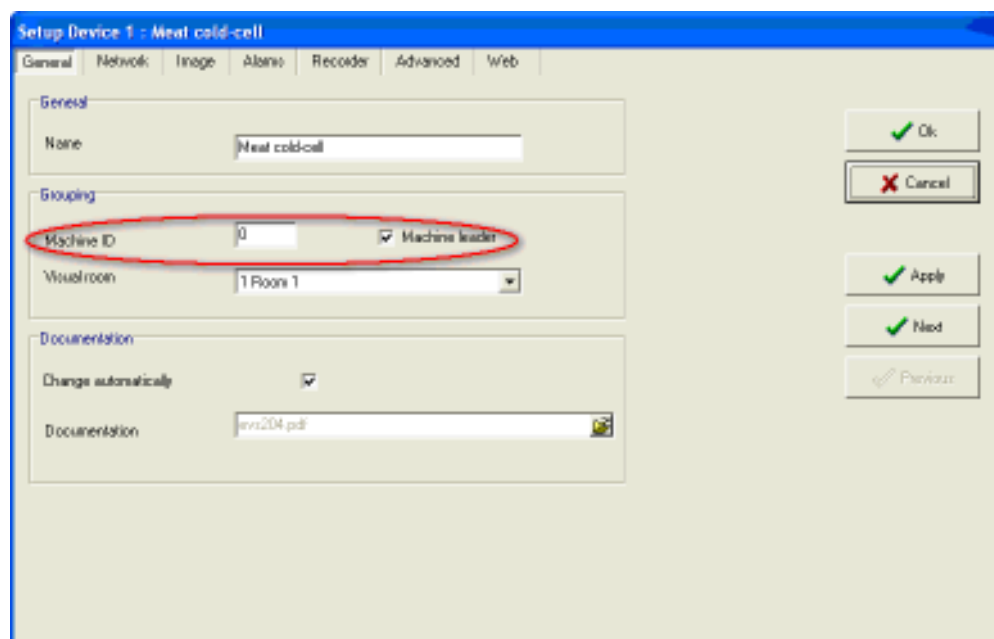 Setup Device 1 : Meat cold-cell
General Network Image Alarms Recorder Advanced Web
General
Name Meat cold-cell
Ok
Cancel
Grouping
Machine ID 0 Machine leader
Visual room 1 Room 1
Apply
Next
Previous
Documentation
Change automatically
Documentation evs204.pdf